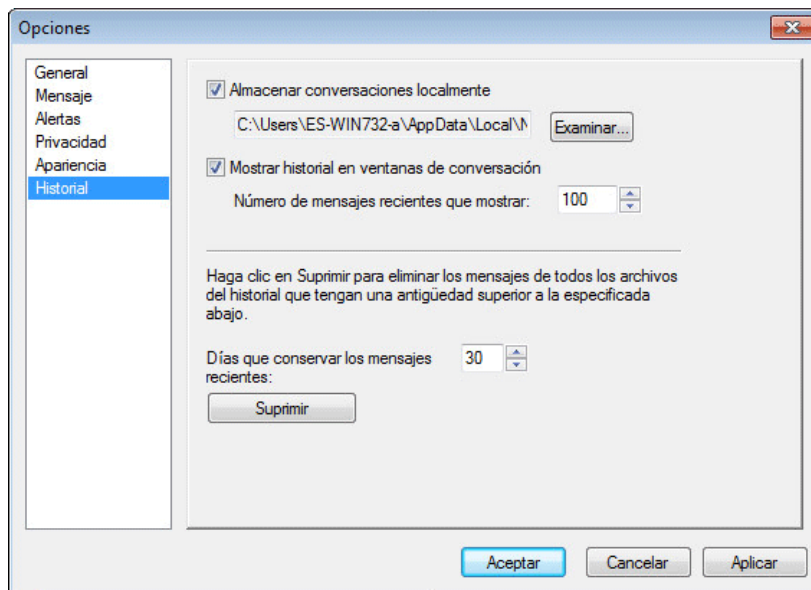 Opciones
General
Mensaje
Alertas
Privacidad
Apariencia
Historial
Almacenar conversaciones localmente
C:\Users\ES-WIN732-a\AppData\Local\
Examinar...
Mostrar historial en ventanas de conversación
Número de mensajes recientes que mostrar: 100
Haga clic en Suprimir para eliminar los mensajes de todos los archivos
del historial que tengan una antigüedad superior a la especificada
abajo.
Días que conservar los mensajes 30
recientes:
Suprimir
Aceptar Cancelar Aplicar